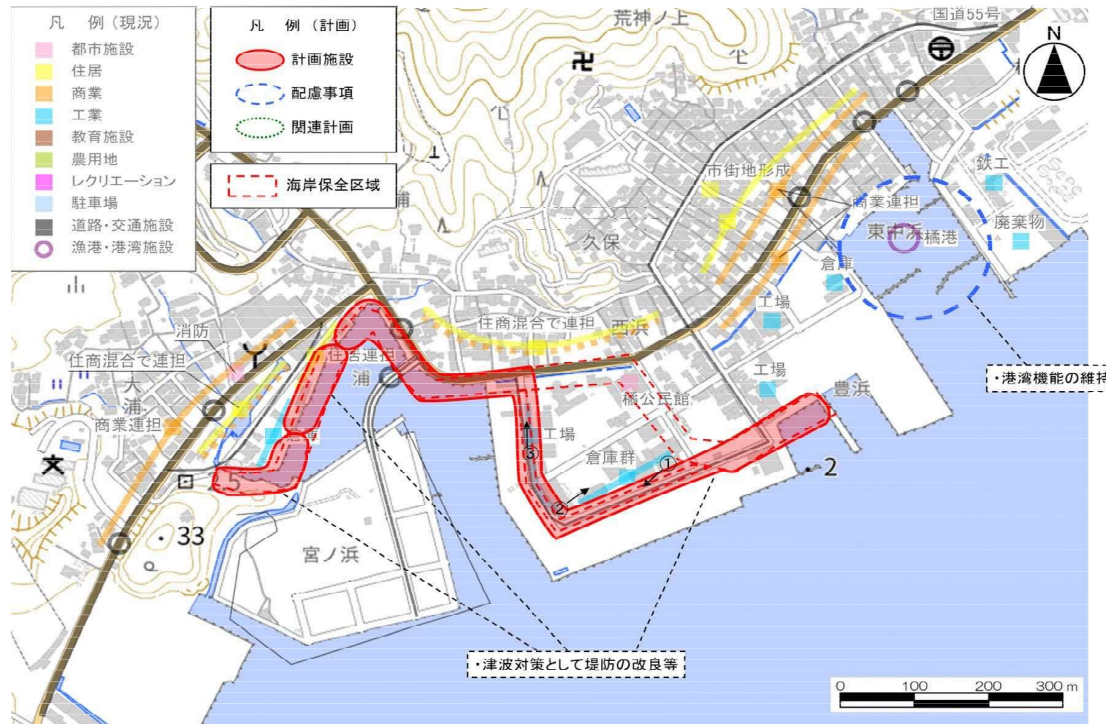 凡 例(現況)
都市施設
住居
商業
工業
教育施設
農用地
レクリエーション
駐車場
道路・交通施設
漁港・港湾施設
凡 例(計画)
計画施設
配慮事項
関連計画
海岸保全区域
荒神ノ上
国道55号
N
浦
久保
市街地形成
商業連担
鉄工
東中浜
橘港
廃棄物
倉庫
工場
消防
住商混合で連担
住商混合で連担
西浜
住居連担
浦
・港湾機能の維持
大
浦
商業連担
倉庫
工場
橘公民館
豊浜
工場
③
倉庫群
①
②
2
5
33
宮ノ浜
・津波対策として堤防の改良等
0 100 200 300 m